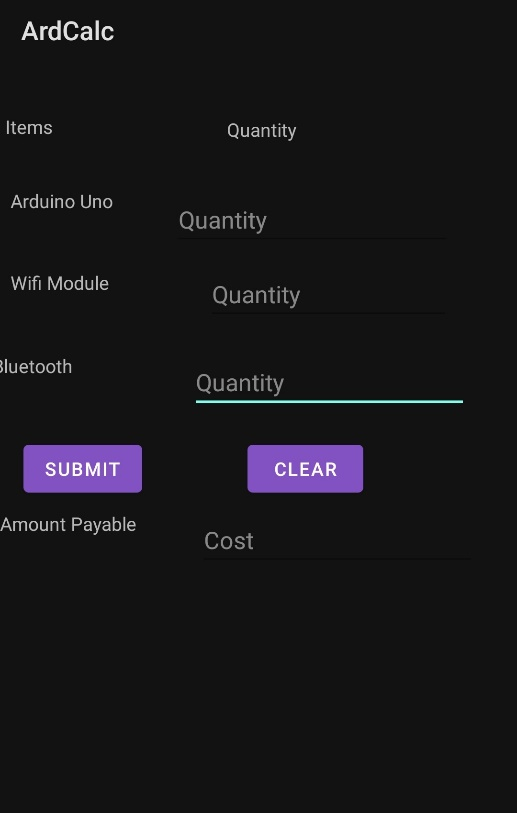 ArdCalc
Items
Quantity
Arduino Uno
Quantity
Wifi Module
Quantity
Bluetooth
Quantity
SUBMIT
CLEAR
Amount Payable
Cost